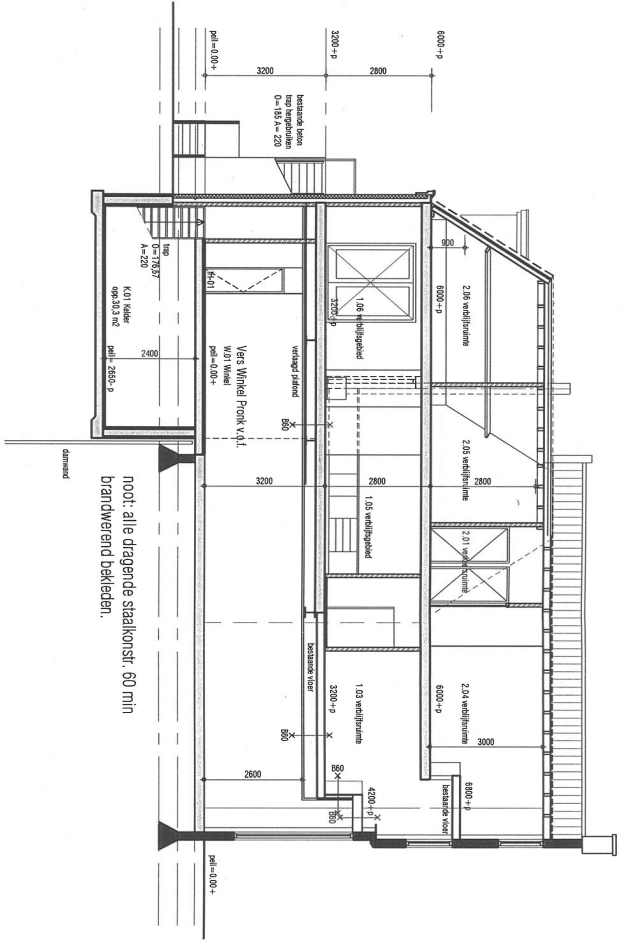 peil=0.00+
3200+p
6000+p
3200
2800
bestaande beton
trap hergebruiken
O=185 A= 220
900
6000+p
2.06 verblijfsruimte
1.06 verblijfsgebied
3200+p
H-01
trap
O=176,67
A=220
K.01 Kelder
opp.30,3 m2
peil= 2650-p
2400
Vers Winkel Pronk v.o.f.
W.01 Winkel
peil=0.00+
verlaagd plafond
B60
3200
2800
2800
2.05 verblijfsruimte
1.05 verblijfsgebied
2.01
damwand
noot: alle dragende staalkonstr. 60 min
brandwerend bekleden.
bestaande vloer
3200+p
1.03 verblijfsruimte
6000+p
2.04 verblijfsruimte
3000
B60
2600
B60
4200+p
B60
bestaande vloer
6800+p
peil=0.00+